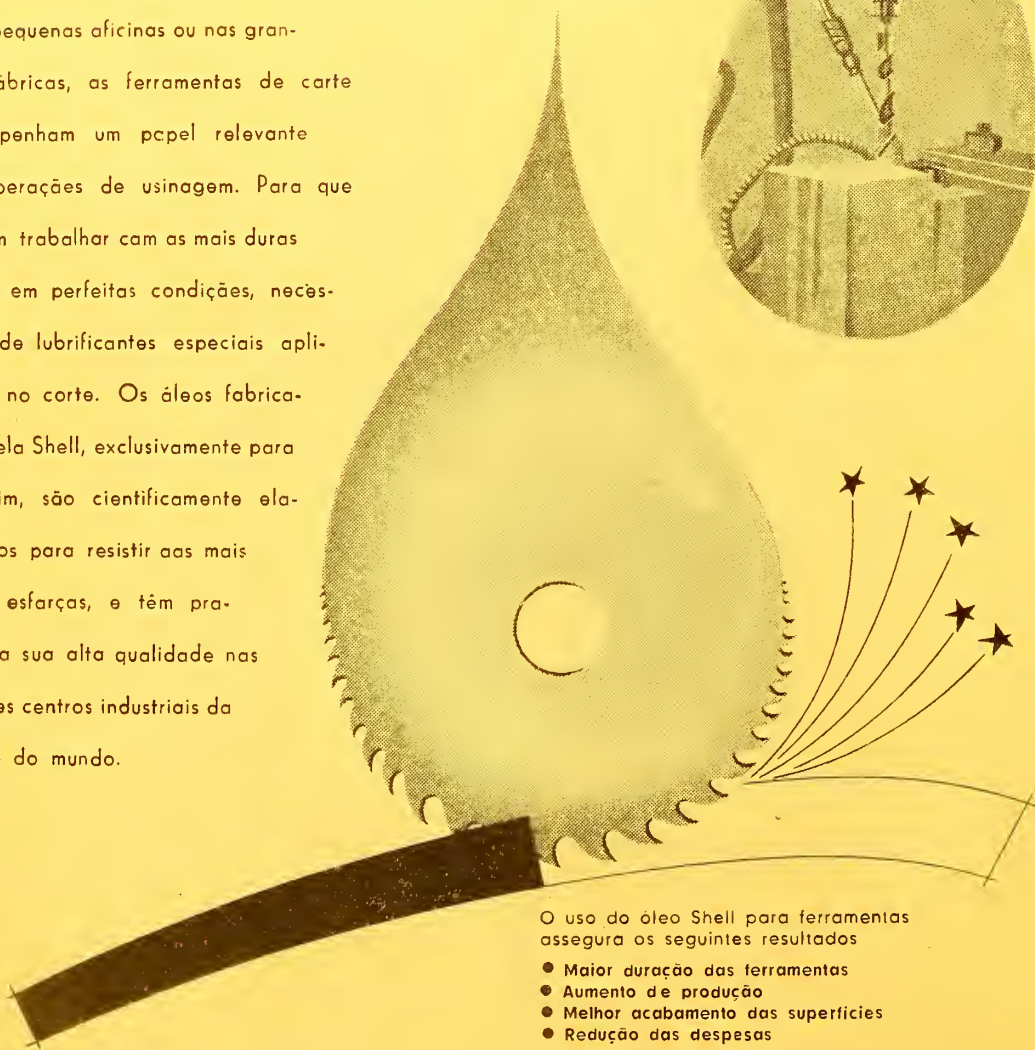 pequenas oficinas ou nas gran-
ábricas, as ferramentas de carte
penham um papel relevante
perações de usinagem. Para que
m trabalhar cam as mais duras
em perfeitas condições, neces-
de lubrificantes especiais apli-
no corte. Os óleos fabrica-
ela Shell, exclusivamente para
im, são cientificamente ela-
os para resistir aas mais
esfarças, e têm pra-
a sua alta qualidade nas
es centros industriais da
do mundo.
O uso do óleo Shell para ferramentas
assegura os seguintes resultados
● Maior duração das ferramentas
● Aumento de produção
● Melhor acabamento das superfícies
● Redução das despesas